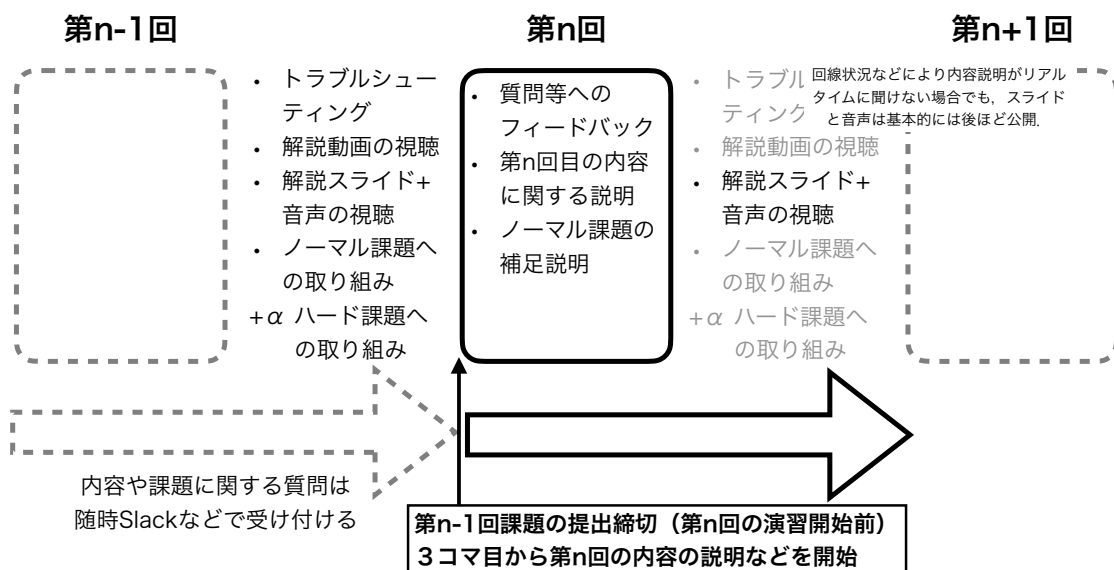 第n-1回
第n回
第n+1回
・ トラブルシュー
ティング
・ 解説動画の視聴
・ 解説スライド+
音声の視聴
・ ノーマル課題へ
の取り組み
+α ハード課題へ
の取り組み
・ 質問等への
フィードバック
・ 第n回目の内容
に関する説明
・ ノーマル課題の
補足説明
・ トラブル
ティング
・ 解説動画の視聴
・ 解説スライド+
音声の視聴
・ ノーマル課題へ
の取り組み
+α ハード課題へ
の取り組み
回線状況などにより内容説明がリアル
タイムに聞けない場合でも，スライド
と音声は基本的には後ほど公開．
内容や課題に関する質問は
随時Slackなどで受け付ける
第n-1回課題の提出締切（第n回の演習開始前）
３コマ目から第n回の内容の説明などを開始